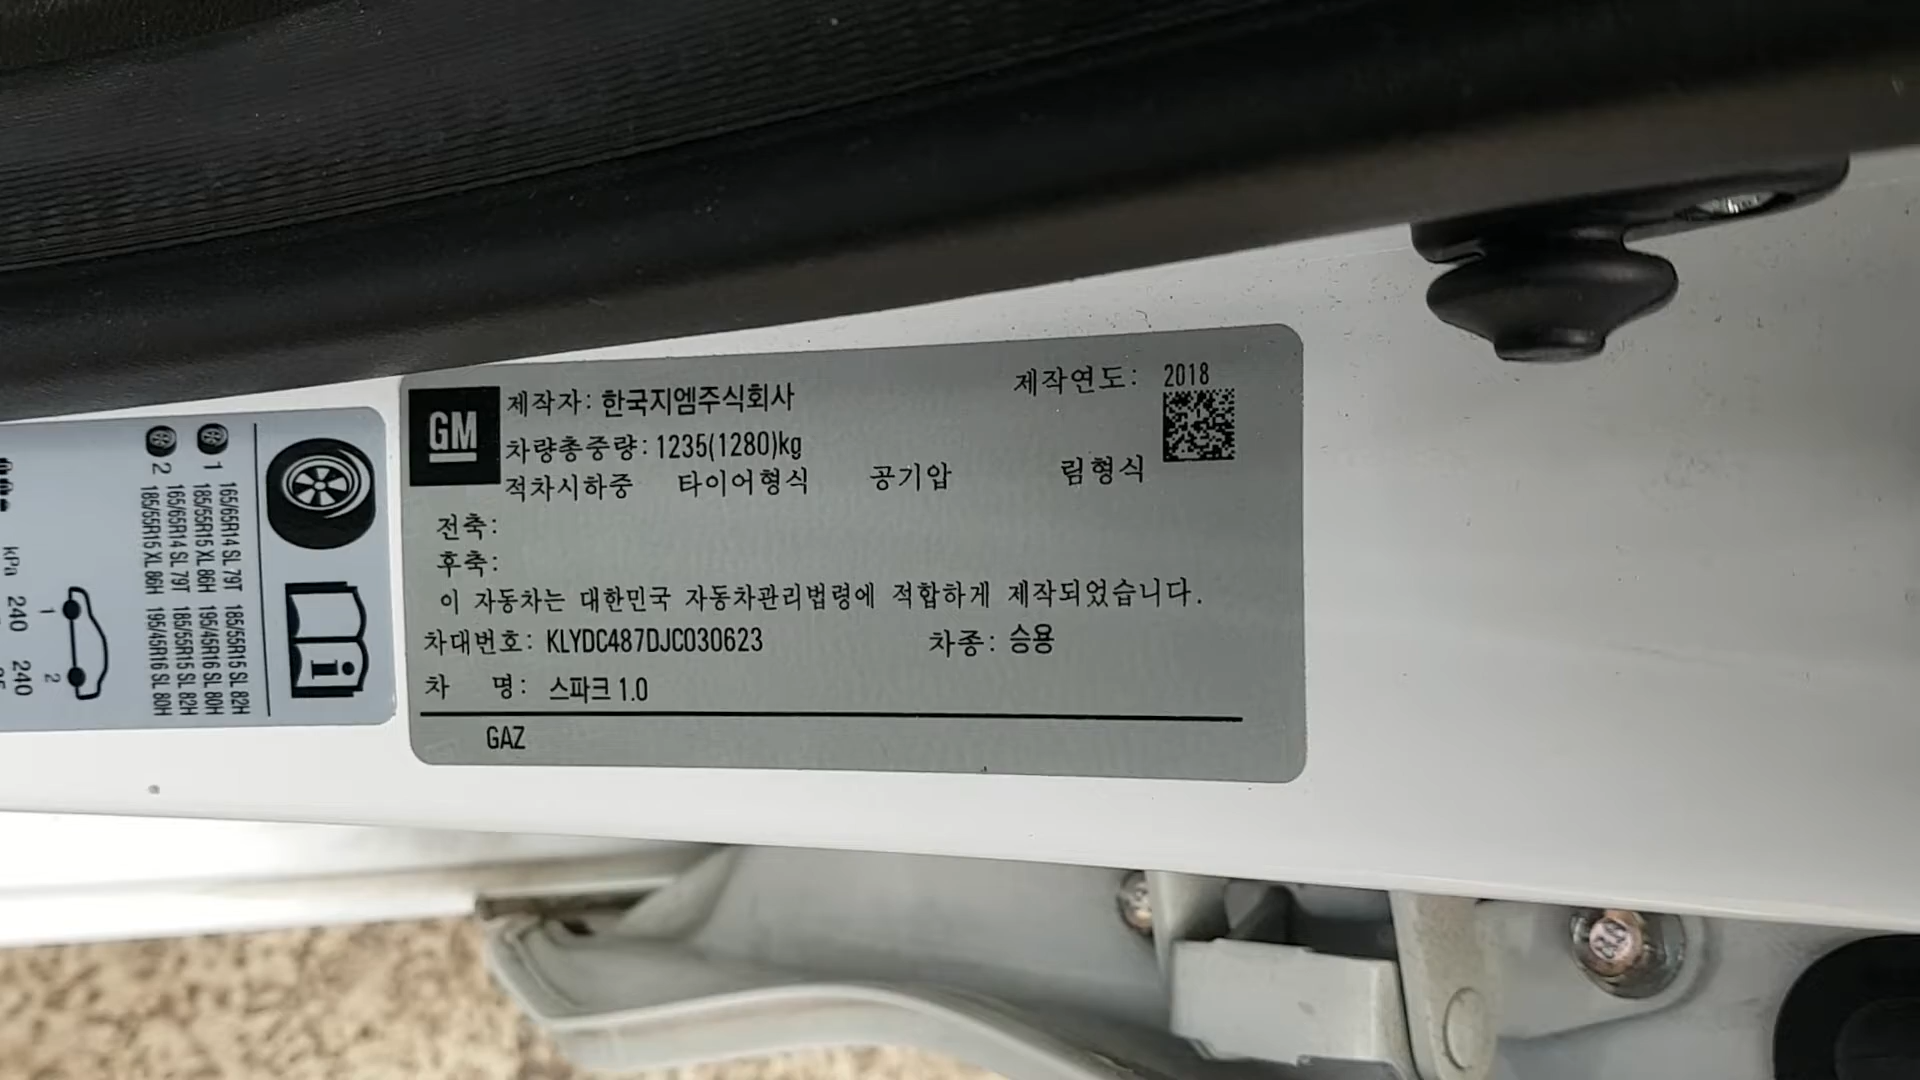 GM
제작자: 한국지엠주식회사
제작연도: 2018
차량총중량: 1235(1280)kg
적차시하중 타이어형식 공기압 림형식
전축:
후축:
이 자동차는 대한민국 자동차관리법령에 적합하게 제작되었습니다.
차대번호: KLYDC487DJC030623 차종: 승용
차 명: 스파크 1.0
GAZ
1 165/65R14 SL 79T 185/55R15 SL 82H
185/55R15 XL 86H 195/45R16 SL 80H
2 165/65R14 SL 79T 185/55R15 SL 82H
185/55R15 XL 86H 195/45R16 SL 80H
1 2
kPa 240 240